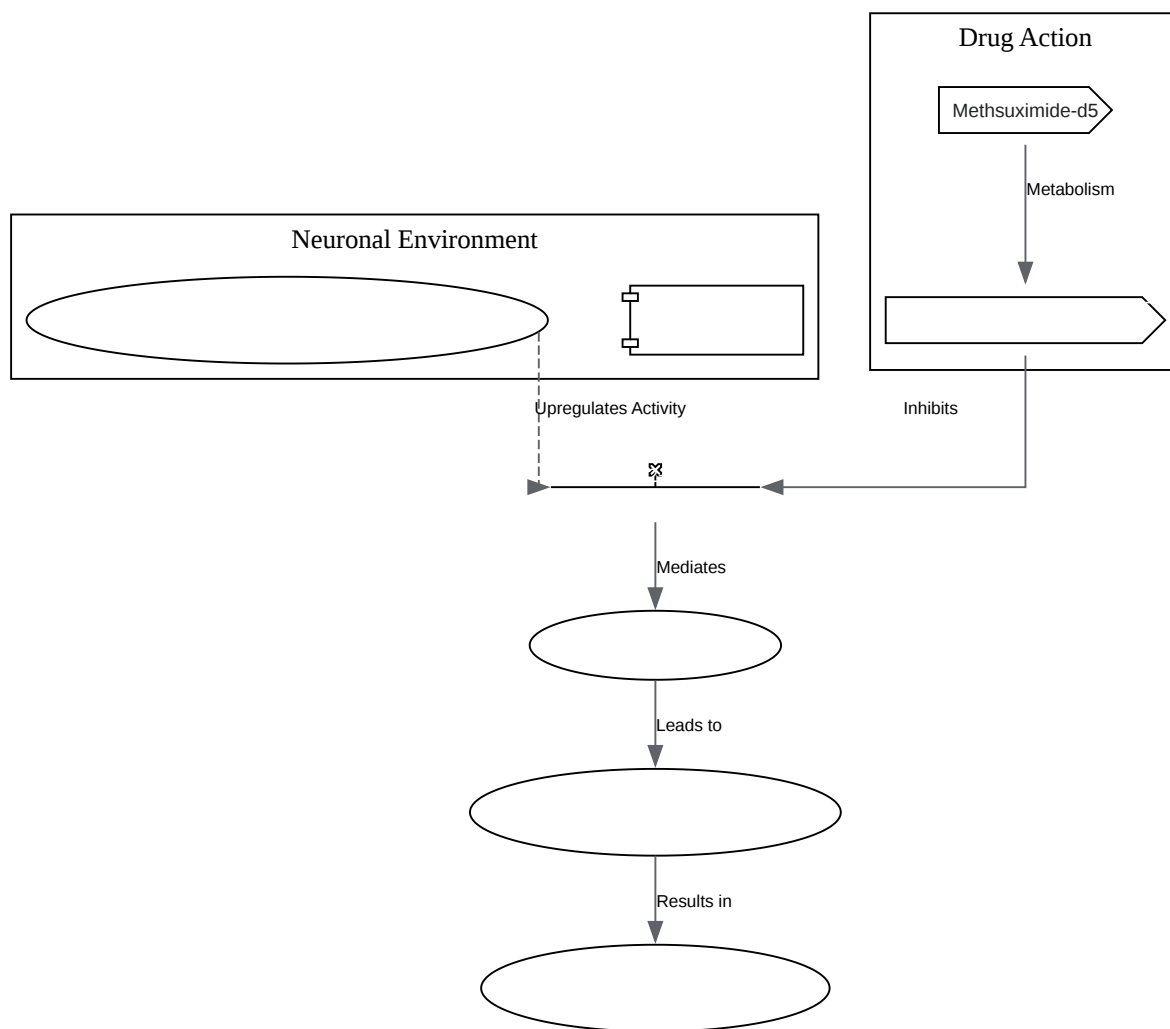 Drug Action
Methsuximide-d5
Metabolism
Neuronal Environment
Upregulates Activity
Inhibits
Mediates
Leads to
Results in